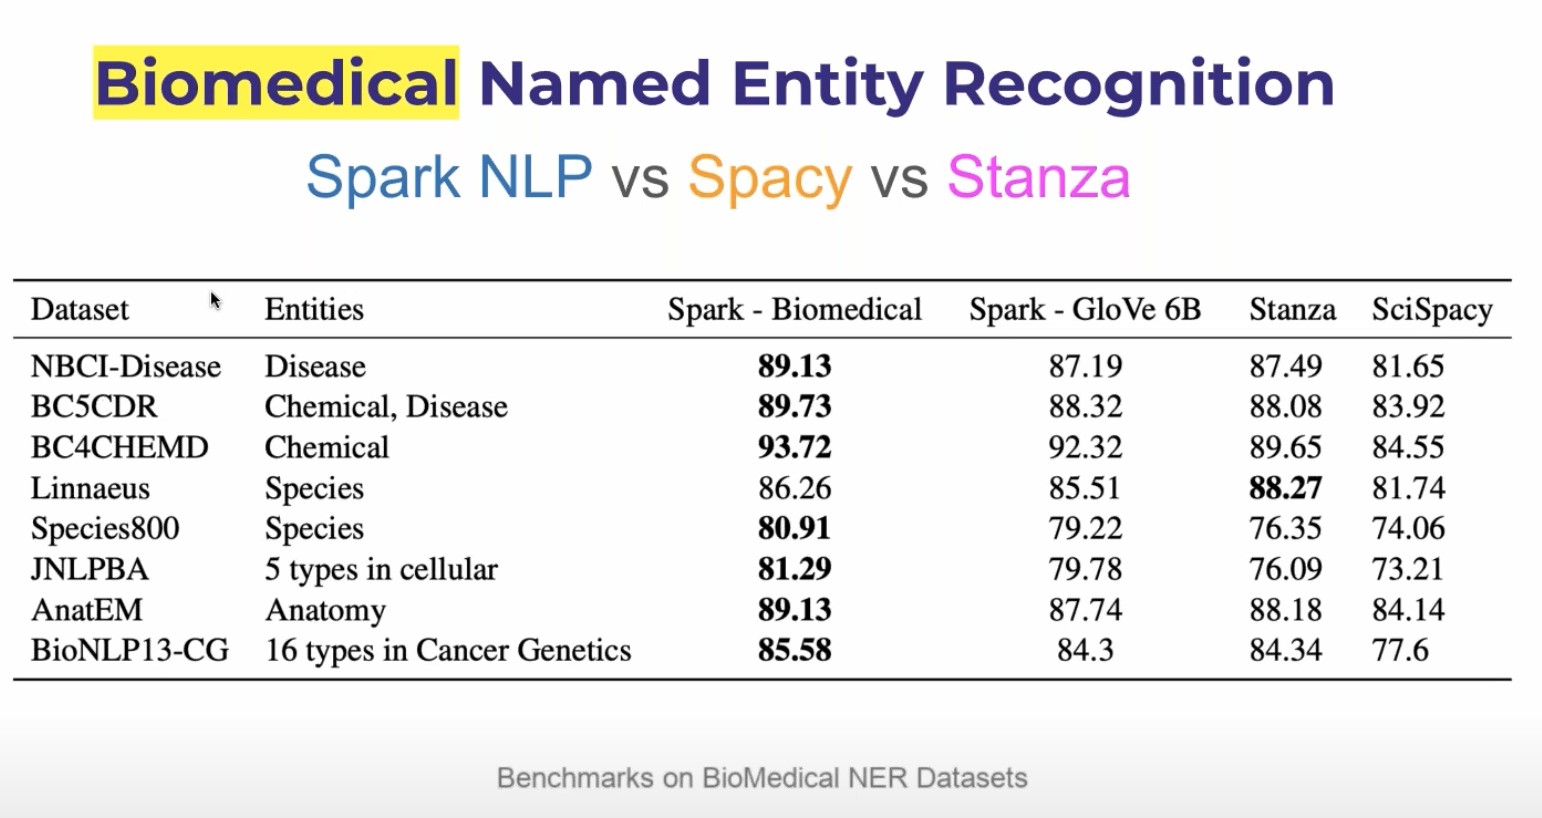 Biomedical Named Entity Recognition
Spark NLP vs Spacy vs Stanza
Dataset Entities Spark - Biomedical Spark - GloVe 6B Stanza SciSpacy
NBCI-Disease Disease 89.13 87.19 87.49 81.65
BC5CDR Chemical, Disease 89.73 88.32 88.08 83.92
BC4CHEMD Chemical 93.72 92.32 89.65 84.55
Linnaeus Species 86.26 85.51 88.27 81.74
Species800 Species 80.91 79.22 76.35 74.06
JNLPBA 5 types in cellular 81.29 79.78 76.09 73.21
AnatEM Anatomy 89.13 87.74 88.18 84.14
BioNLP13-CG 16 types in Cancer Genetics 85.58 84.3 84.34 77.6
Benchmarks on BioMedical NER Datasets